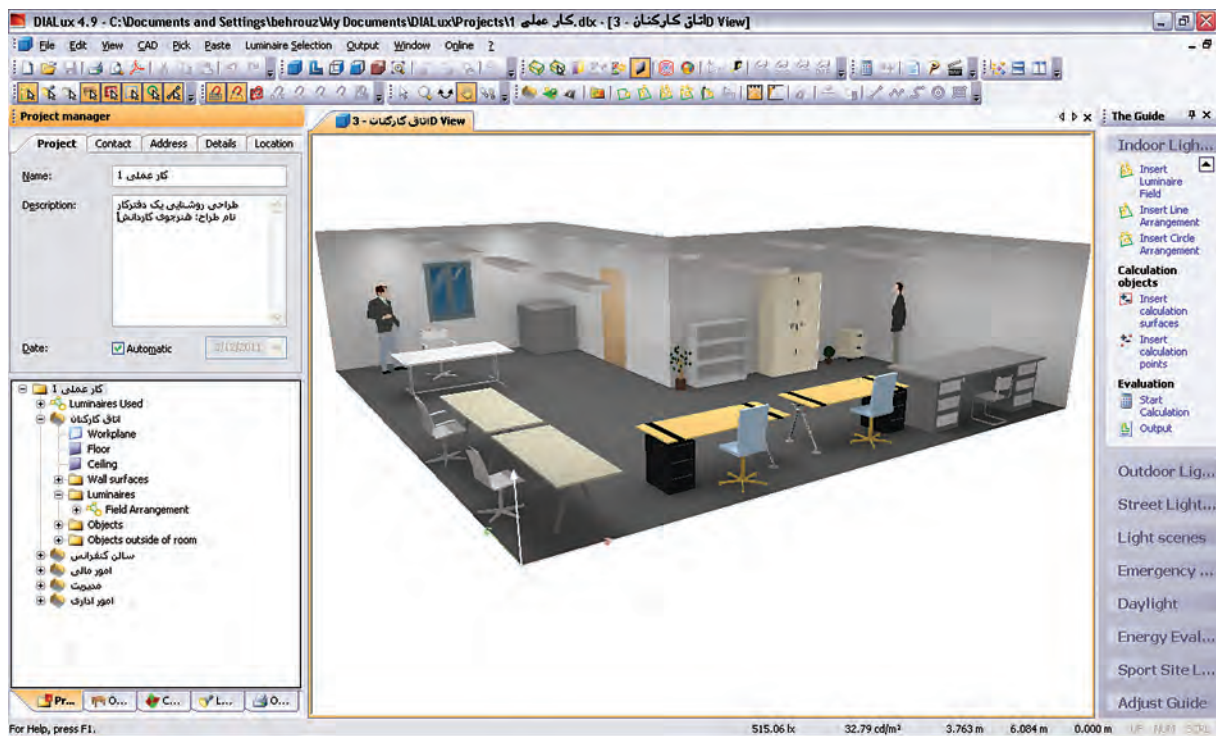 DIALux 4.9 - C:\Documents and Settings\behrouz\My Documents\DIALux\Projects\کار عملی 1.dlx - [اتاق کارکنان - 3D View]
File Edit View CAD Pick Paste Luminaire Selection Output Window Online ?
Project manager
Project Contact Address Details Location
Name: کار عملی 1
Description: طراحی روشنایی یک دفترکار
نام طراح: هنرجوی کاردانش
Date: Automatic
کار عملی 1
Luminaires Used
اتاق کارکنان
Workplane
Floor
Ceiling
Wall surfaces
Luminaires
Field Arrangement
Objects
Objects outside of room
سالن کنفرانس
امور مالی
مدیریت
امور اداری
Pr... O... C... L... O...
اتاق کارکنان - 3D View
The Guide
Indoor Ligh...
Insert
Luminaire
Field
Insert Line
Arrangement
Insert Circle
Arrangement
Calculation
objects
Insert
calculation
surfaces
Insert
calculation
points
Evaluation
Start
Calculation
Output
Outdoor Lig...
Street Light...
Light scenes
Emergency ...
Daylight
Energy Eval...
Sport Site L...
Adjust Guide
For Help, press F1. 515.06 lx 32.79 cd/m² 3.763 m 6.084 m 0.000 m